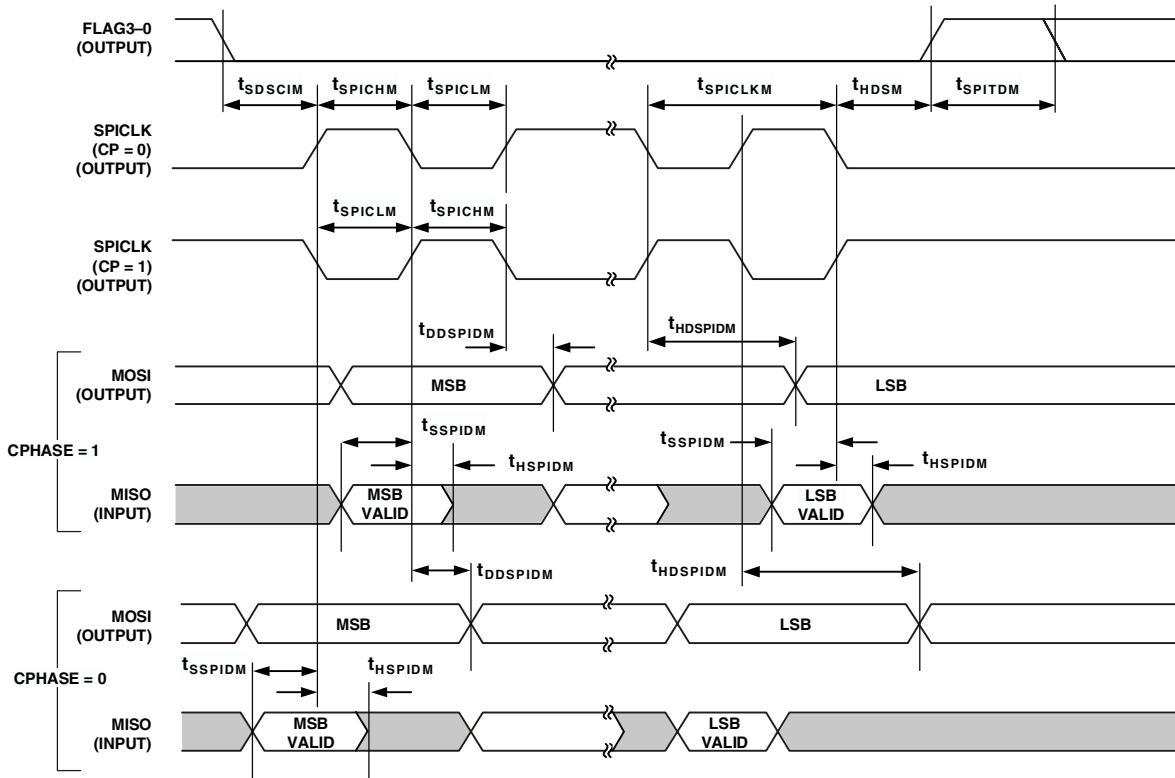 FLAG3–0
(OUTPUT)
tSDSCIM
tSPICHM
tSPICLM
tSPICLKM
tHDSM
tSPITDM
SPICLK
(CP = 0)
(OUTPUT)
tSPICLM
tSPICHM
SPICLK
(CP = 1)
(OUTPUT)
tDDSPIDM
tHDSPIDM
MOSI
(OUTPUT)
MSB
LSB
CPHASE = 1
tSSPIDM
tHSPIDM
tSSPIDM
tHSPIDM
MISO
(INPUT)
MSB
VALID
LSB
VALID
tDDSPIDM
tHDSPIDM
MOSI
(OUTPUT)
MSB
LSB
CPHASE = 0
tSSPIDM
tHSPIDM
MISO
(INPUT)
MSB
VALID
LSB
VALID